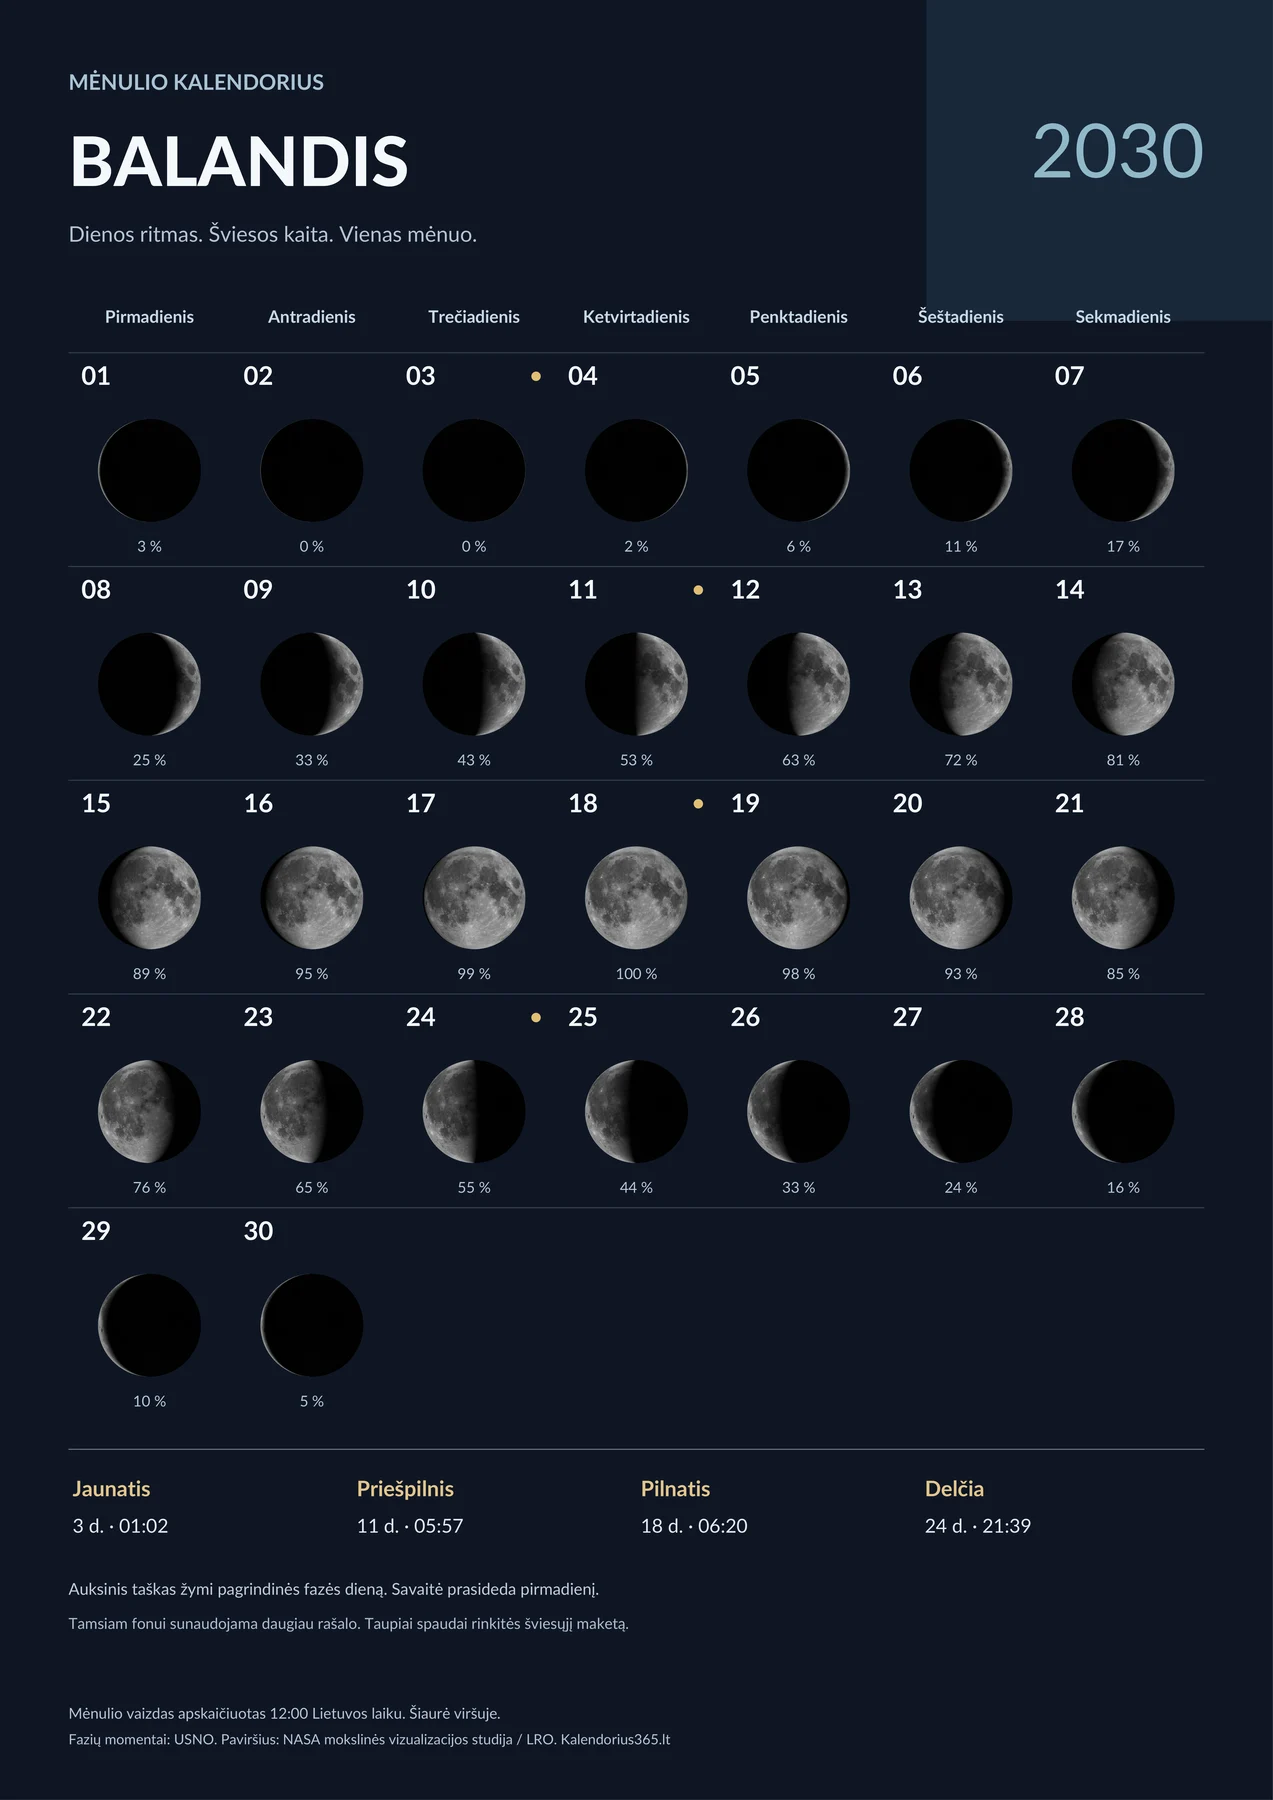 MĖNULIO KALENDORIUS
BALANDIS
2030
Dienos ritmas. Šviesos kaita. Vienas mėnuo.
Pirmadienis Antradienis Trečiadienis Ketvirtadienis Penktadienis Šeštadienis Sekmadienis
01 02 03 04 05 06 07
3 % 0 % 0 % 2 % 6 % 11 % 17 %
08 09 10 11 12 13 14
25 % 33 % 43 % 53 % 63 % 72 % 81 %
15 16 17 18 19 20 21
89 % 95 % 99 % 100 % 98 % 93 % 85 %
22 23 24 25 26 27 28
76 % 65 % 55 % 44 % 33 % 24 % 16 %
29 30
10 % 5 %
Jaunatis Priešpilnis Pilnatis Delčia
3 d. · 01:02 11 d. · 05:57 18 d. · 06:20 24 d. · 21:39
Auksinis taškas žymi pagrindinės fazės dieną. Savaitė prasideda pirmadienį.
Tamsiam fonui sunaudojama daugiau rašalo. Taupiai spaudai rinkitės šviesųjį maketą.
Mėnulio vaizdas apskaičiuotas 12:00 Lietuvos laiku. Šiaurė viršuje.
Fazių momentai: USNO. Paviršius: NASA mokslinės vizualizacijos studija / LRO. Kalendorius365.lt